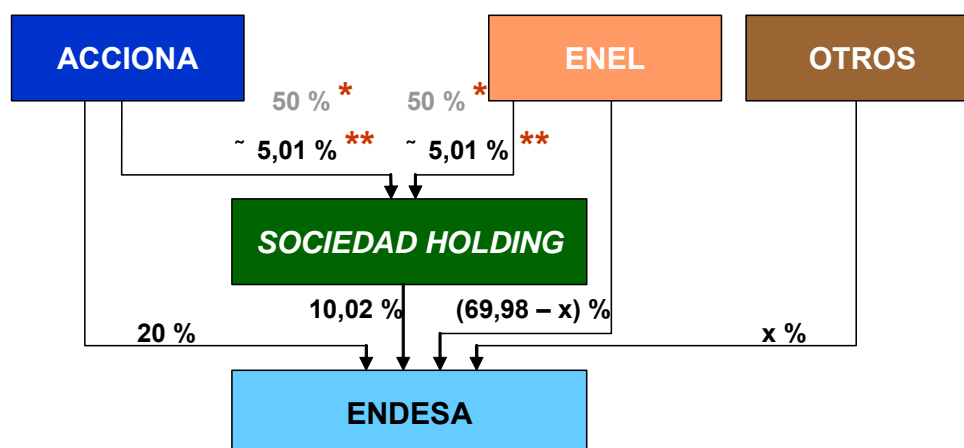 ACCIONA
ENEL
OTROS
50 % *
50 % *
~ 5,01 % **
~ 5,01 % **
SOCIEDAD HOLDING
10,02 %
(69,98 – x) %
20 %
x %
ENDESA